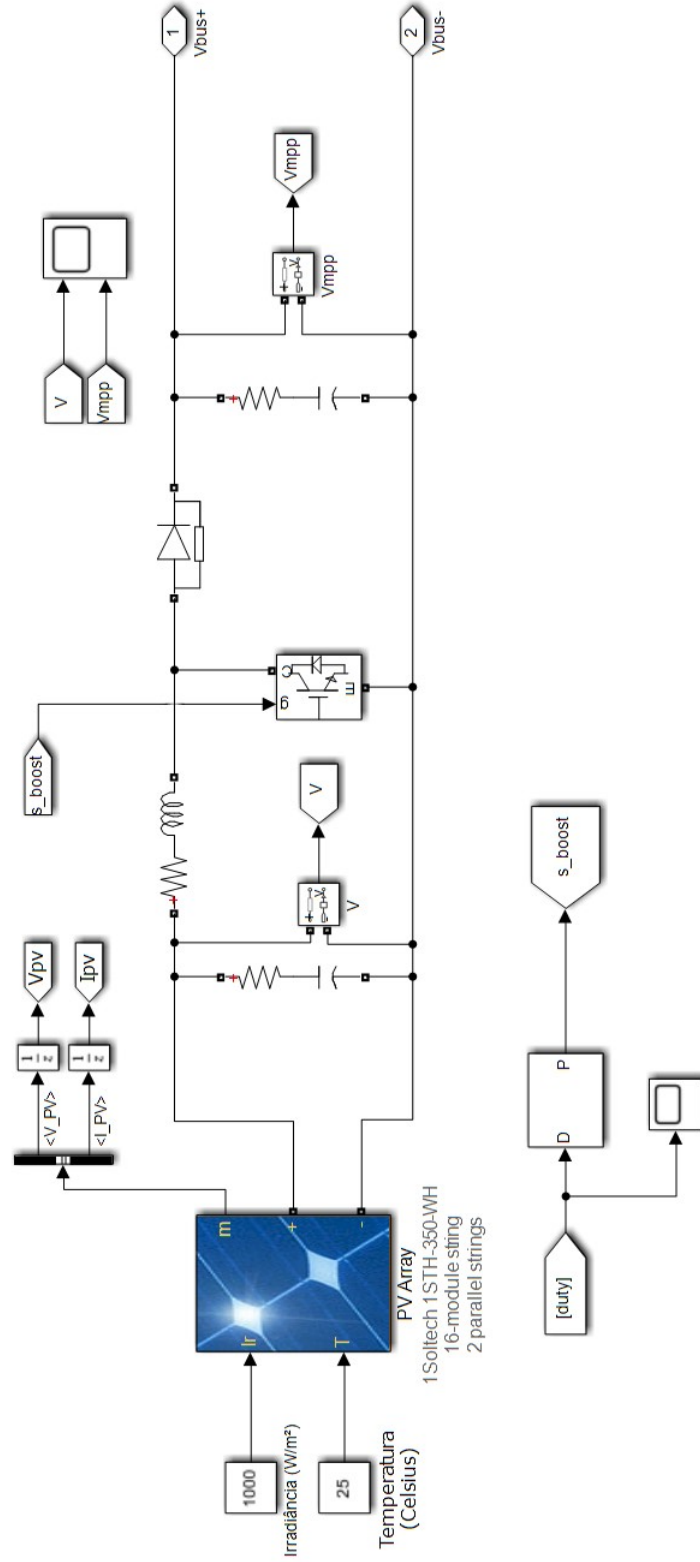 1000
Irradiância (W/m²)
25
Temperatura
(Celsius)
Ir
T
m
+
-
PV Array
1Soltech 1STH-350-WH
16-module string
2 parallel strings
<V_PV>
<I_PV>
1
z
1
z
Vpv
Ipv
+
+
v
-
V
V
s_boost
g
C
E
+
V
Vmpp
+
v
-
Vmpp
Vmpp
1
Vbus+
2
Vbus-
[duty]
D
P
s_boost